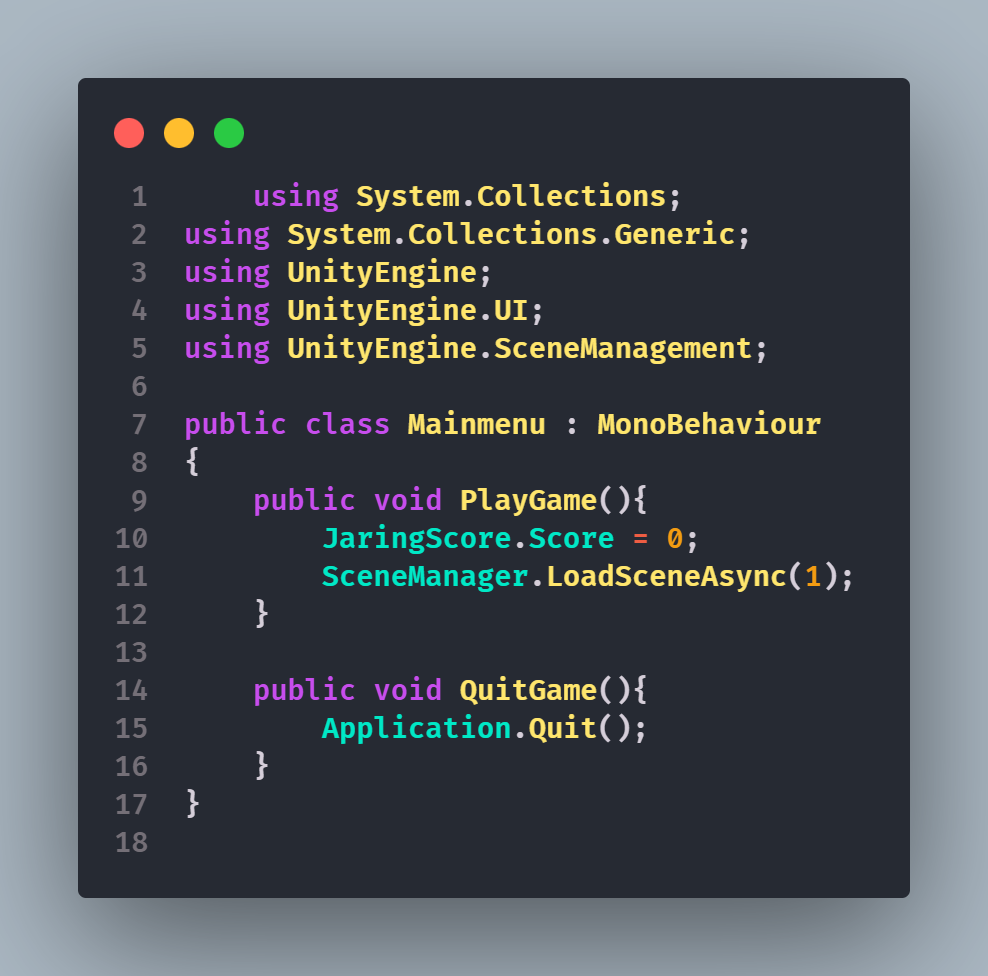 1      using System.Collections;
2  using System.Collections.Generic;
3  using UnityEngine;
4  using UnityEngine.UI;
5  using UnityEngine.SceneManagement;
6
7  public class Mainmenu : MonoBehaviour
8  {
9      public void PlayGame(){
10         JaringScore.Score = 0;
11         SceneManager.LoadSceneAsync(1);
12     }
13
14     public void QuitGame(){
15         Application.Quit();
16     }
17 }
18